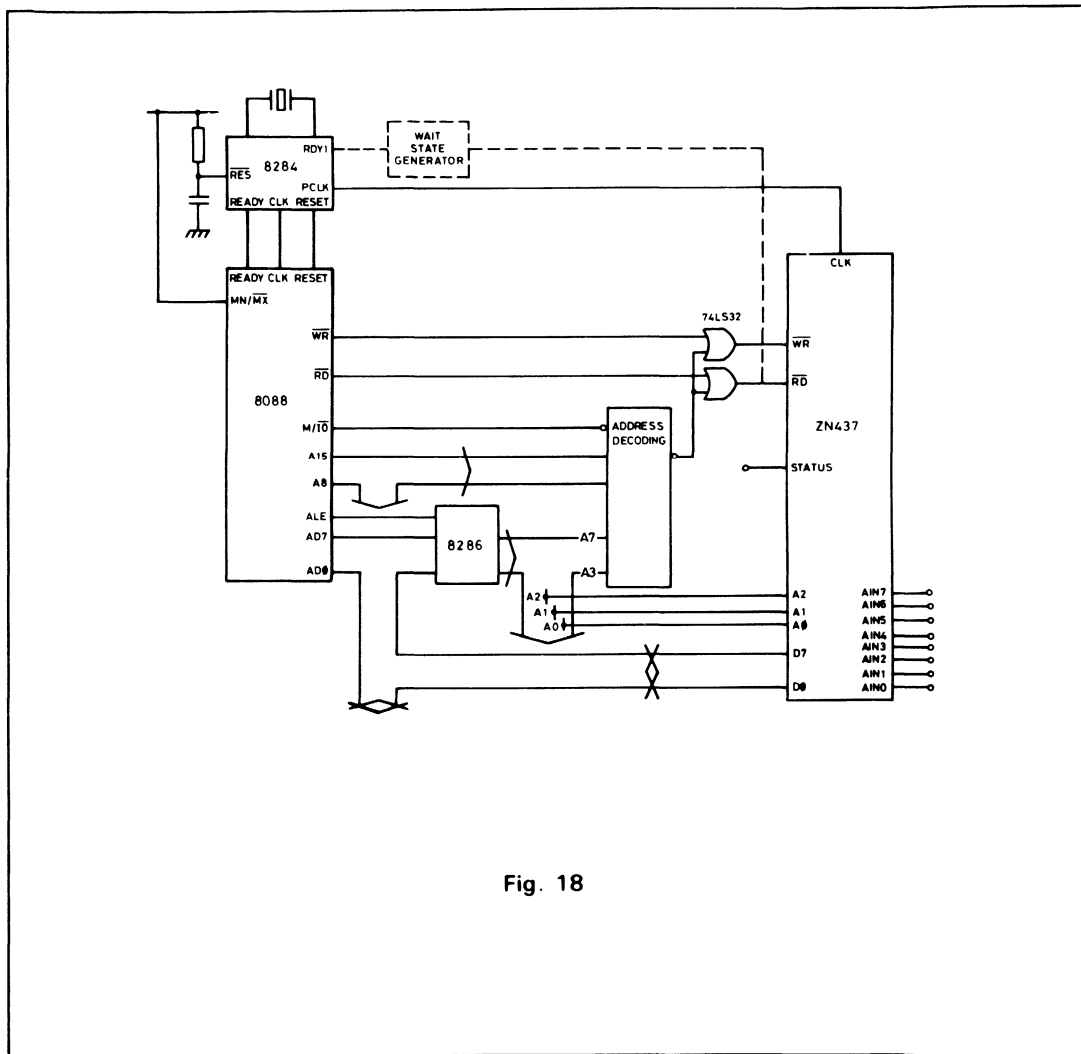 WAIT
STATE
GENERATOR
RDY1
8284
RES
PCLK
READY CLK RESET
READY CLK RESET
MN/MX
CLK
74LS32
WR
WR
RD
RD
8088
ZN437
M/IO
ADDRESS
DECODING
A15
STATUS
A8
ALE
AD7
8286
A7
AD0
A3
A2
A1
A0
A2
A1
A0
D7
D0
AIN7
AIN6
AIN5
AIN4
AIN3
AIN2
AIN1
AIN0
Fig. 18